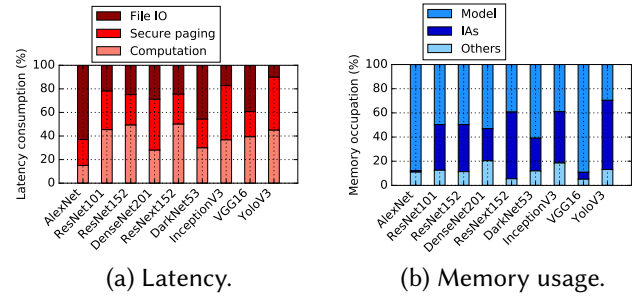 File IO
Secure paging
Computation
Latency consumption (%)
100
80
60
40
20
0
AlexNet
ResNet101
ResNet152
DenseNet201
ResNext152
DarkNet53
InceptionV3
VGG16
YoloV3
(a) Latency.
Model
IAs
Others
Memory occupation (%)
100
80
60
40
20
0
AlexNet
ResNet101
ResNet152
DenseNet201
ResNext152
DarkNet53
InceptionV3
VGG16
YoloV3
(b) Memory usage.